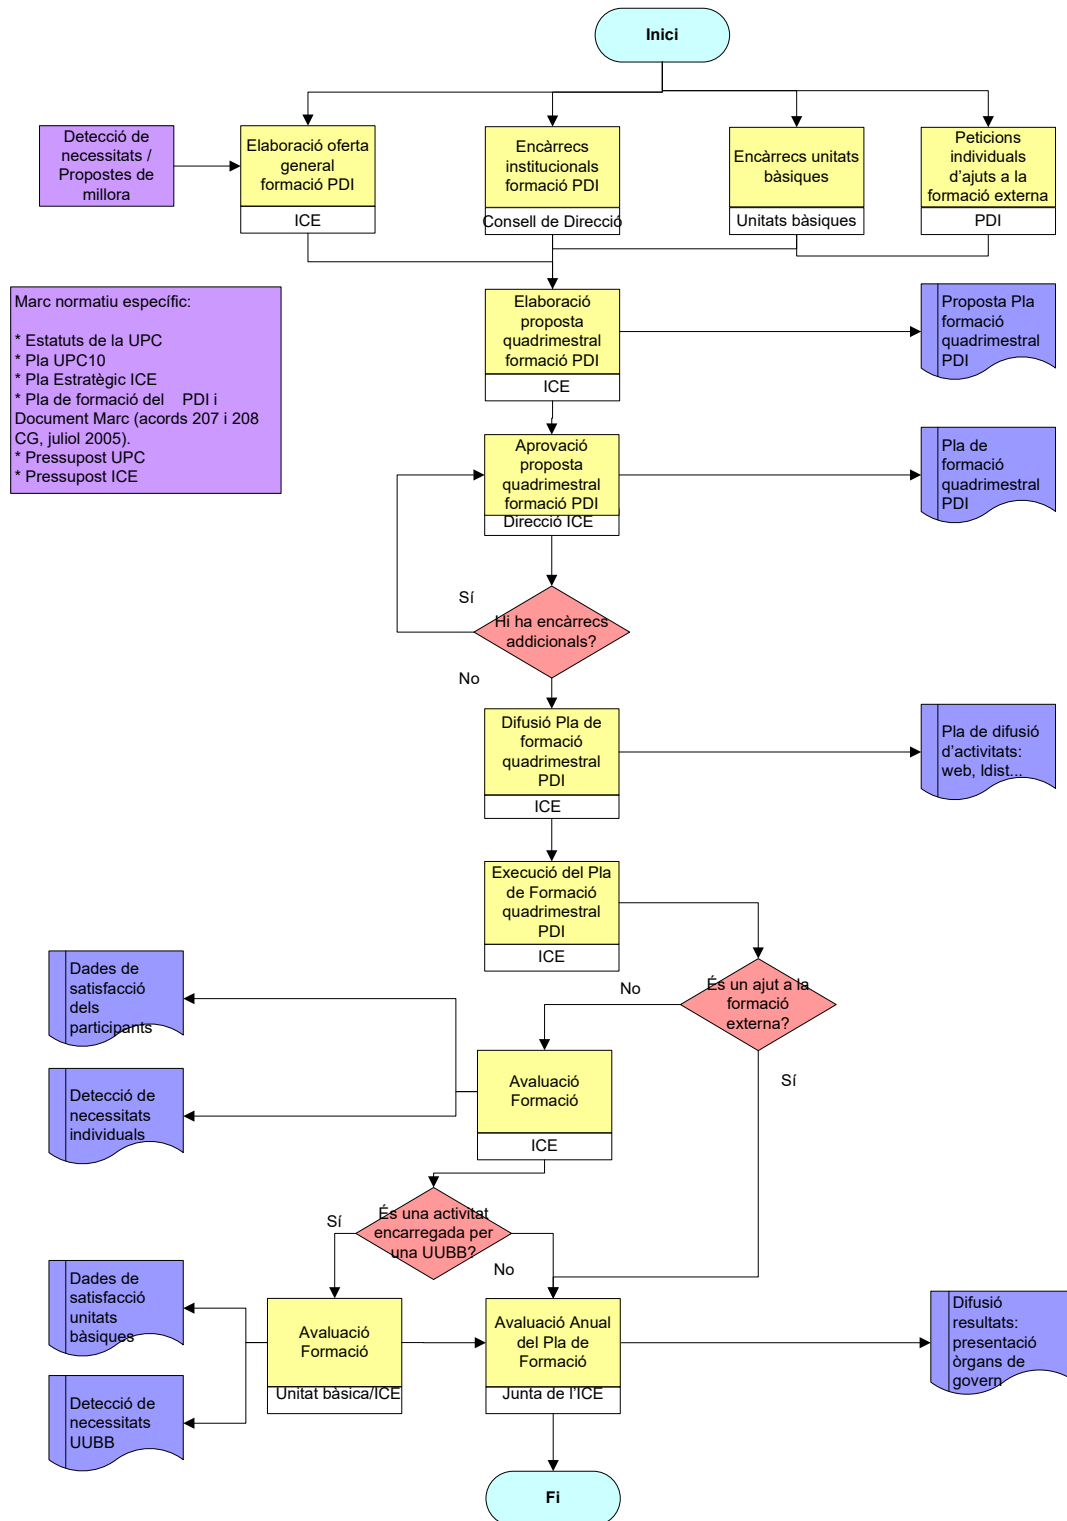 Inici
Detecció de
necessitats /
Propostes de
millora
Elaboració oferta
general
formació PDI
ICE
Encàrrecs
institucionals
formació PDI
Consell de Direcció
Encàrrecs unitats
bàsiques
Unitats bàsiques
Peticions
individuals
d'ajuts a la
formació externa
PDI
Marc normatiu específic:
* Estatuts de la UPC
* Pla UPC10
* Pla Estratègic ICE
* Pla de formació del PDI i
Document Marc (acords 207 i 208
CG, juliol 2005).
* Pressupost UPC
* Pressupost ICE
Elaboració
proposta
quadrimestral
formació PDI
ICE
Proposta Pla
formació
quadrimestral
PDI
Aprovació
proposta
quadrimestral
formació PDI
Direcció ICE
Pla de
formació
quadrimestral
PDI
Sí
Hi ha encàrrecs
addicionals?
No
Difusió Pla de
formació
quadrimestral
PDI
ICE
Pla de difusió
d'activitats:
web, ldist...
Execució del Pla
de Formació
quadrimestral
PDI
ICE
Dades de
satisfacció
dels
participants
No
És un ajut a la
formació
externa?
Sí
Detecció de
necessitats
individuals
Avaluació
Formació
ICE
Sí
És una activitat
encarregada per
una UUBB?
No
Dades de
satisfacció
unitats
bàsiques
Detecció de
necessitats
UUBB
Avaluació
Formació
Unitat bàsica/ICE
Avaluació Anual
del Pla de
Formació
Junta de l'ICE
Difusió
resultats:
presentació
òrgans de
govern
Fi